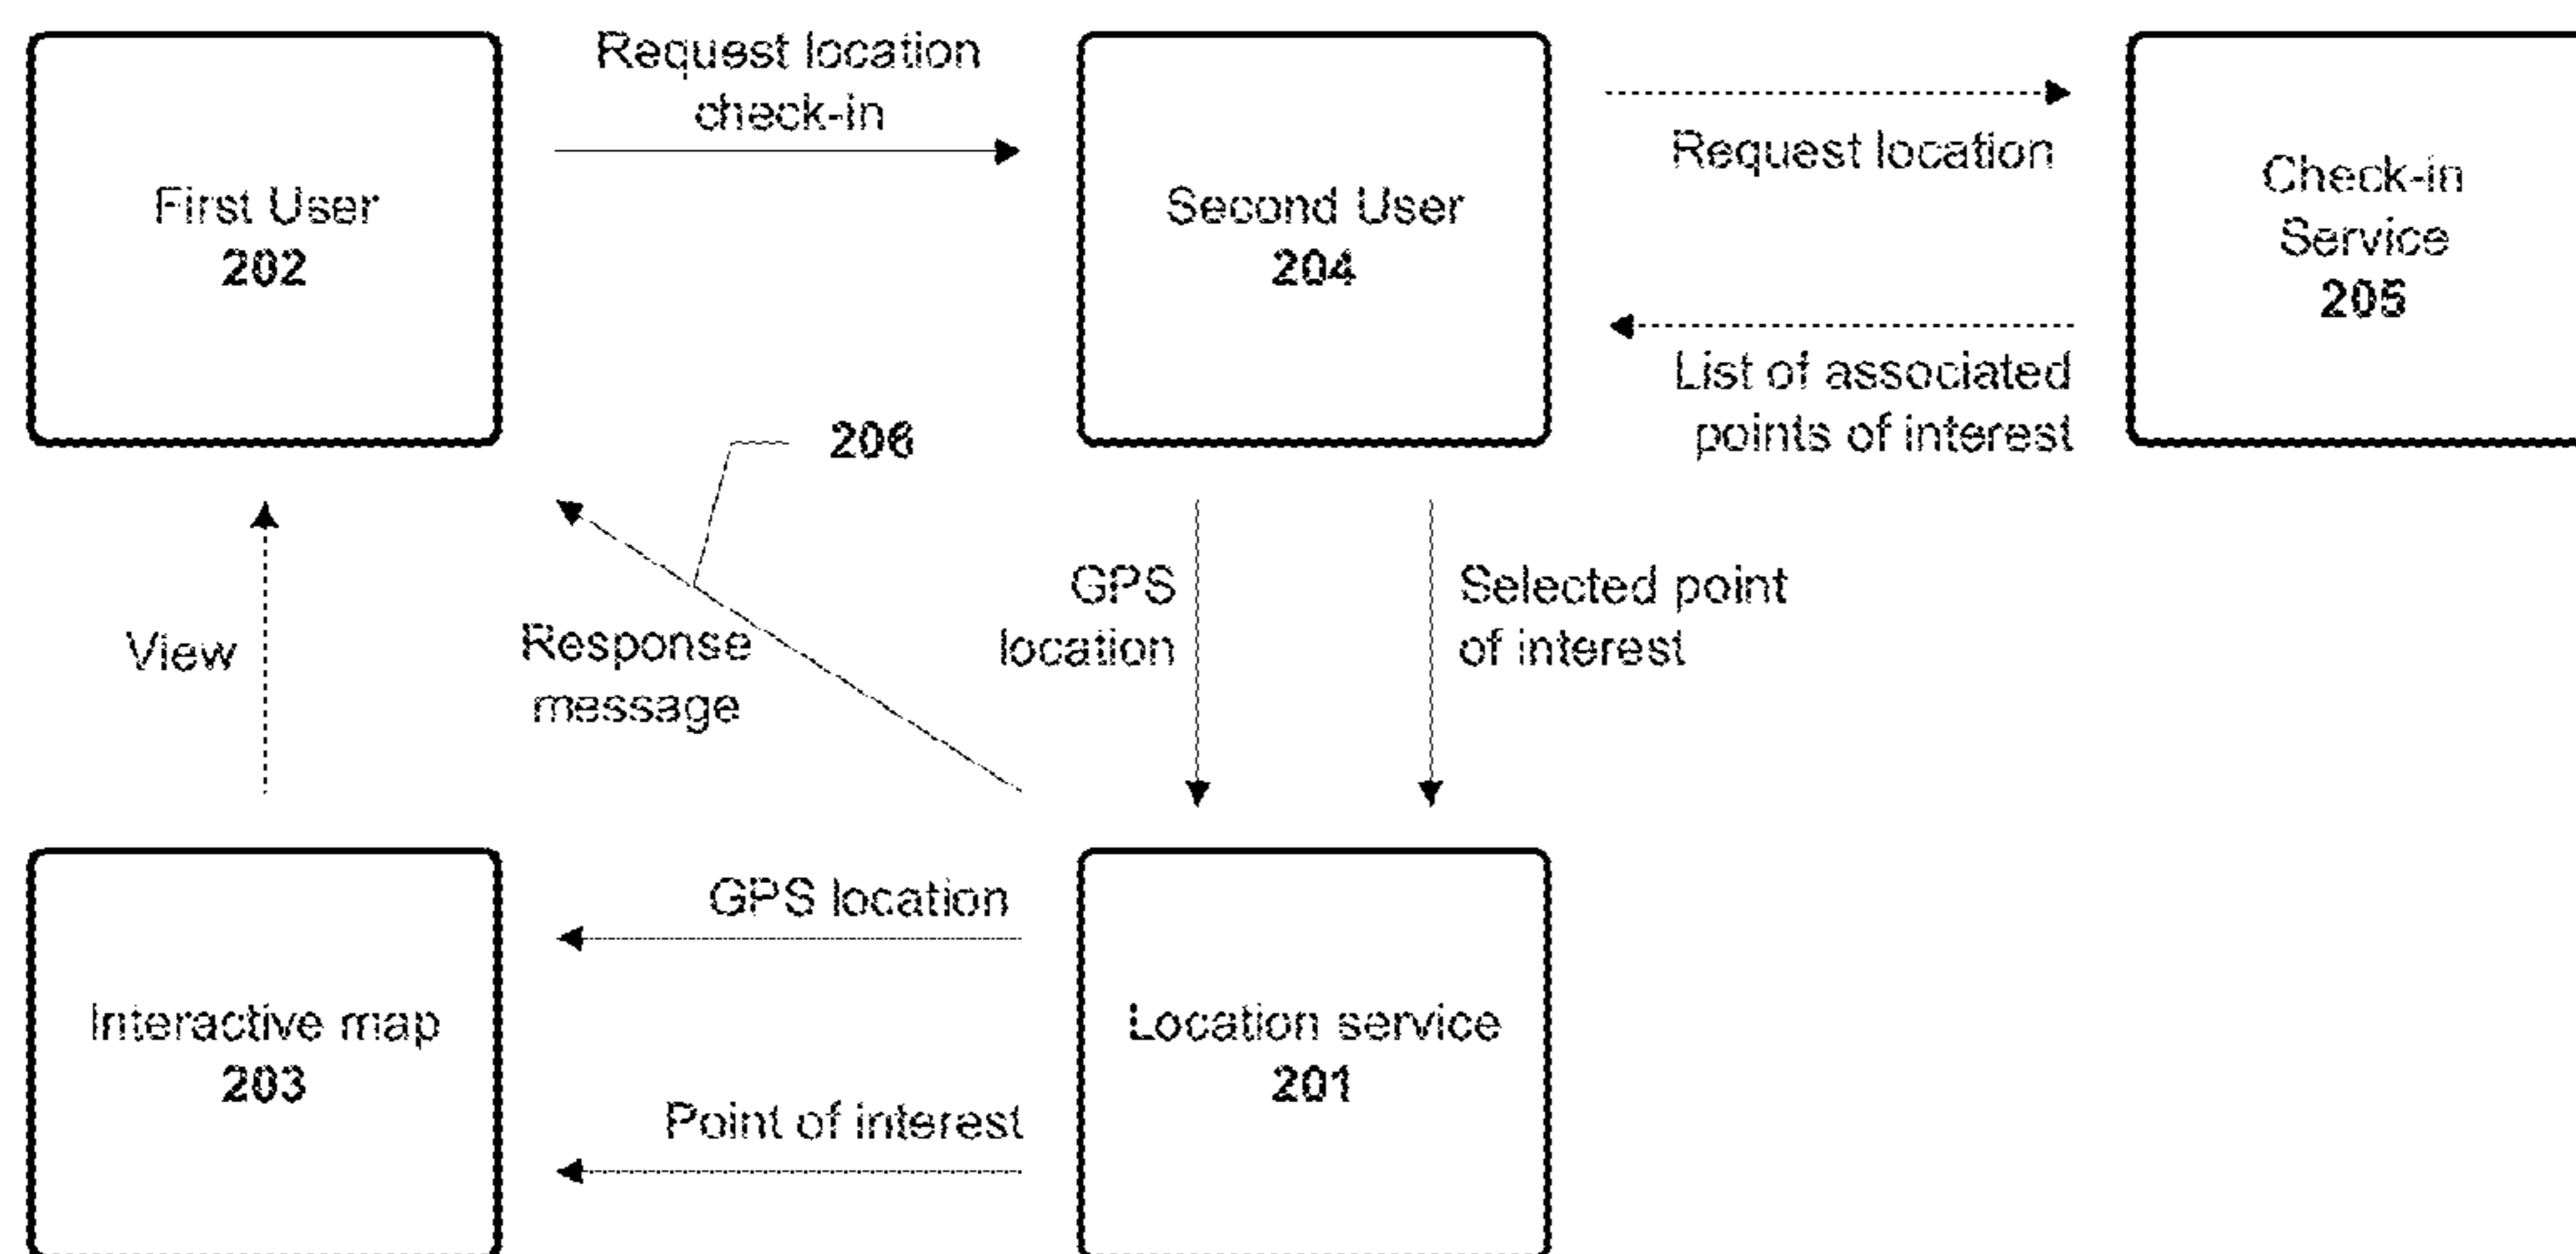 Request location
check-in
First User
202
Second User
204
Request location
Check-in
Service
205
List of associated
points of interest
206
View
Response
message
GPS
location
Selected point
of interest
GPS location
Interactive map
203
Location service
201
Point of interest